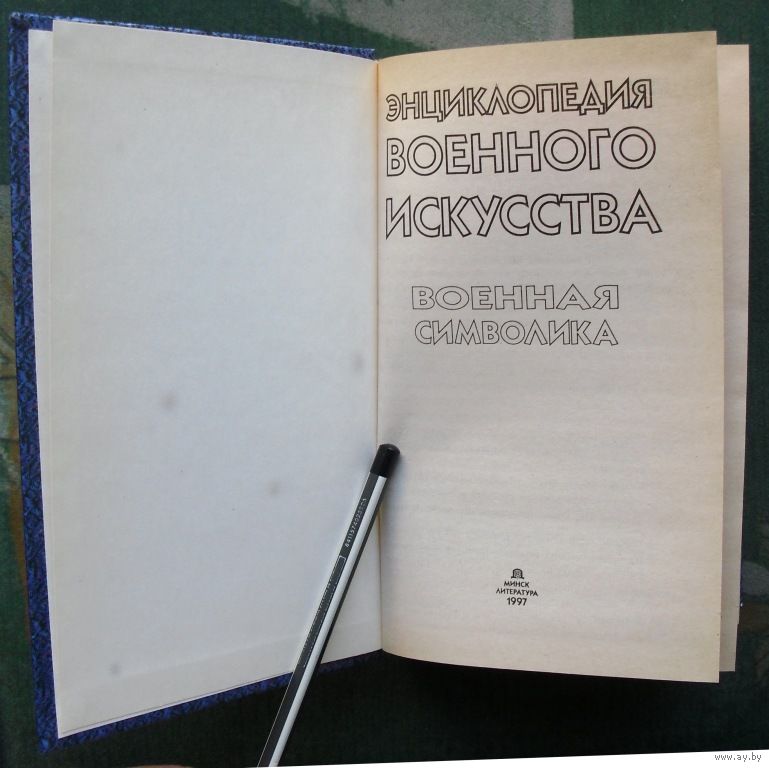 ЭНЦИКЛОПЕДИЯ
ВОЕННОГО
ИСКУССТВА
ВОЕННАЯ
СИМВОЛИКА
МИНСК
ЛИТЕРАТУРА
1997
www.ay.by